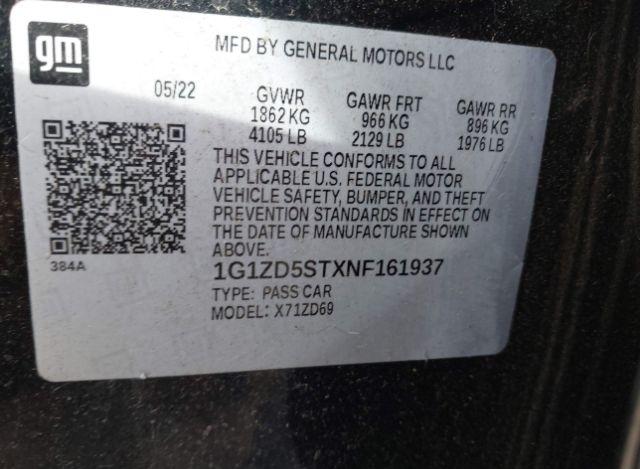 gm
MFD BY GENERAL MOTORS LLC
05/22 GVWR GAWR FRT GAWR RR
1862 KG 966 KG 896 KG
4105 LB 2129 LB 1976 LB
THIS VEHICLE CONFORMS TO ALL
APPLICABLE U.S. FEDERAL MOTOR
VEHICLE SAFETY, BUMPER, AND THEFT
PREVENTION STANDARDS IN EFFECT ON
THE DATE OF MANUFACTURE SHOWN
ABOVE.
384A
1G1ZD5STXNF161937
TYPE: PASS CAR
MODEL: X71ZD69